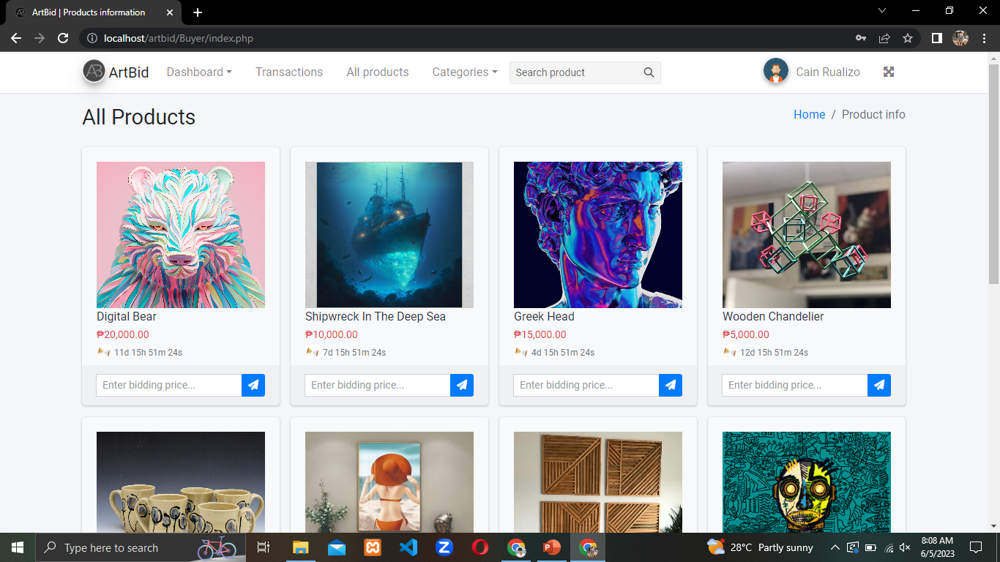 ArtBid | Products information
localhost/artbid/Buyer/index.php
AB ArtBid Dashboard Transactions All products Categories Search product Cain Rualizo
All Products
Home / Product info
Digital Bear
₱20,000.00
11d 15h 51m 24s
Enter bidding price...
Shipwreck In The Deep Sea
₱10,000.00
7d 15h 51m 24s
Enter bidding price...
Greek Head
₱15,000.00
4d 15h 51m 24s
Enter bidding price...
Wooden Chandelier
₱5,000.00
12d 15h 51m 24s
Enter bidding price...
Type here to search
28°C Partly sunny
8:08 AM
6/5/2023